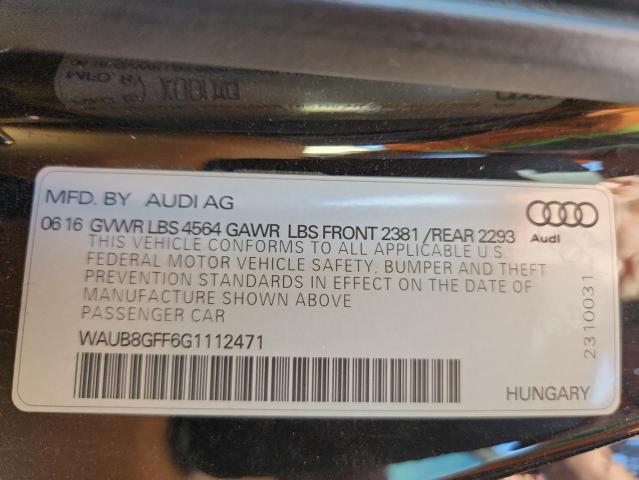 MFD. BY AUDI AG
06 16 GVWR LBS 4564 GAWR LBS FRONT 2381 /REAR 2293
THIS VEHICLE CONFORMS TO ALL APPLICABLE U.S
FEDERAL MOTOR VEHICLE SAFETY, BUMPER AND THEFT
PREVENTION STANDARDS IN EFFECT ON THE DATE OF
MANUFACTURE SHOWN ABOVE
PASSENGER CAR
WAUB8GFF6G1112471
Audi
2310031
HUNGARY